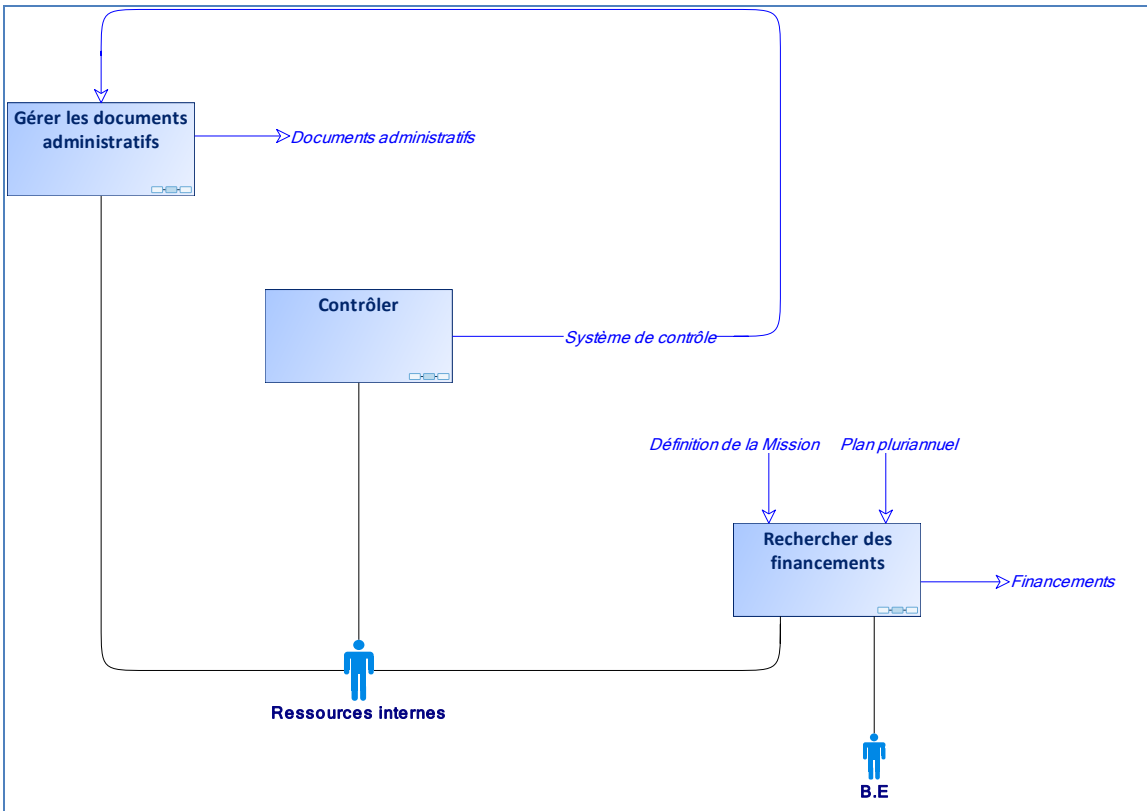 Gérer les documents
administratifs
Documents administratifs
Contrôler
Système de contrôle
Définition de la Mission
Plan pluriannuel
Rechercher des
financements
Financements
Ressources internes
B.E